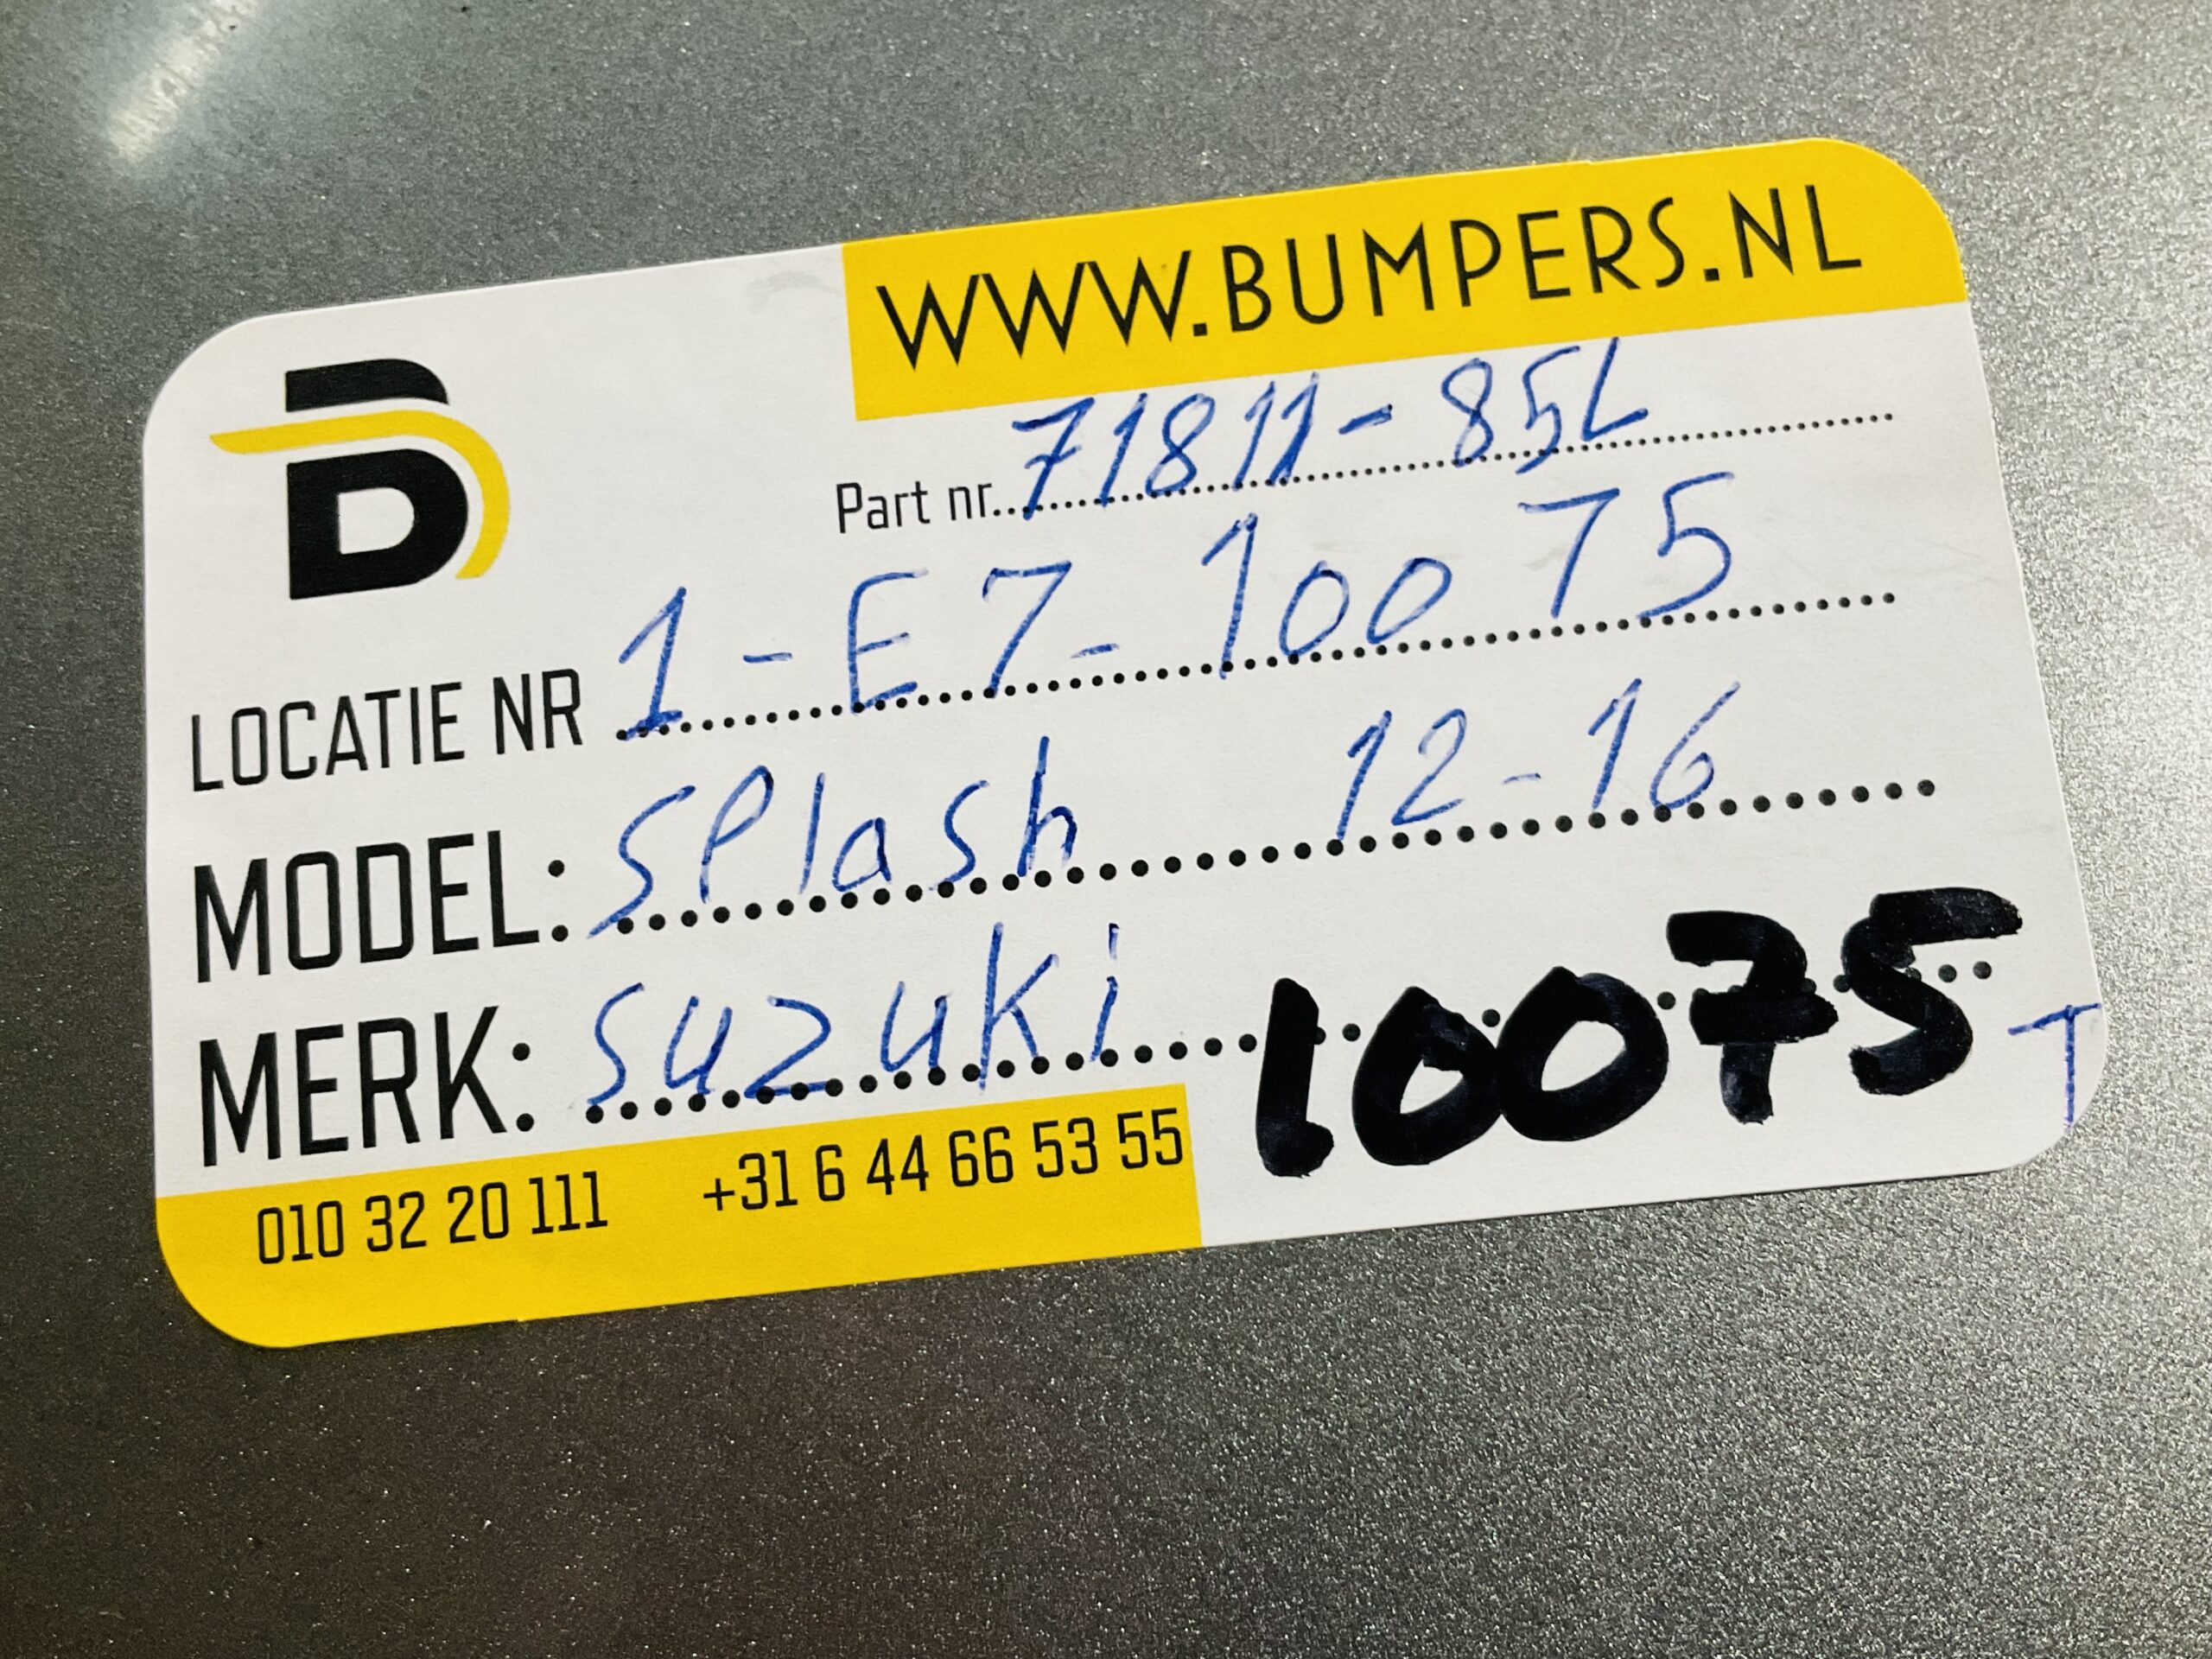 WWW.BUMPERS.NL
B
Part nr. 71811-85L
LOCATIE NR 1-E7-10075
MODEL: Splash 12-16
MERK: Suzuki
10075
T
010 32 20 111 +31 6 44 66 53 55